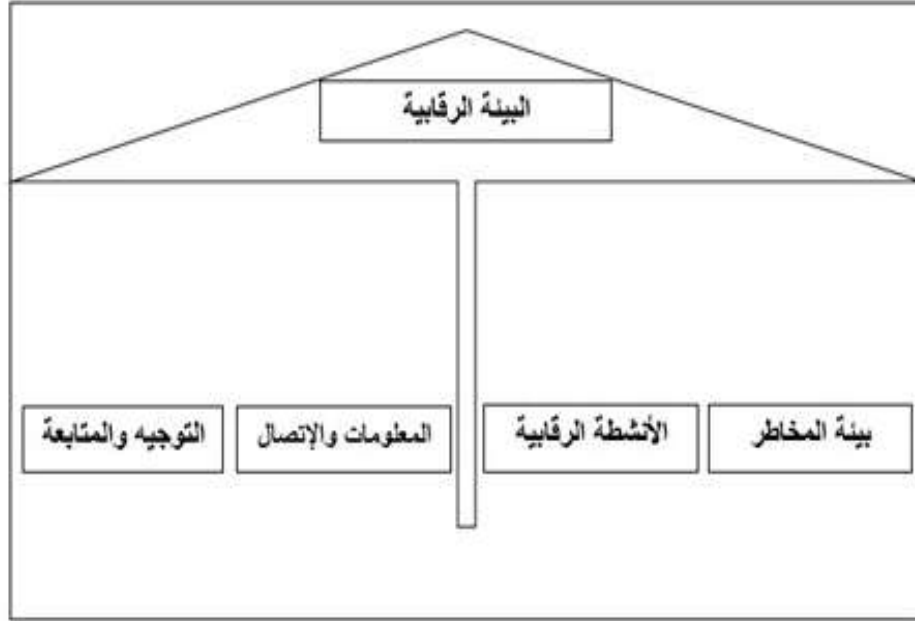 البيئة الرقابية
بيئة المخاطر
الأنشطة الرقابية
المعلومات والإتصال
التوجيه والمتابعة